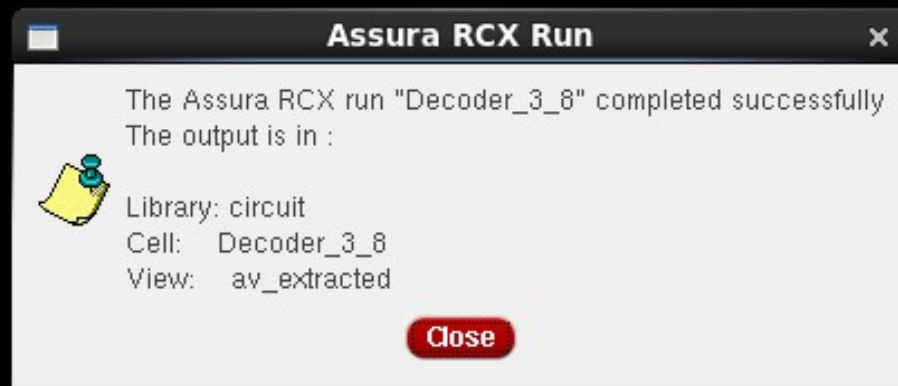 Assura RCX Run
The Assura RCX run "Decoder_3_8" completed successfully
The output is in :
Library: circuit
Cell: Decoder_3_8
View: av_extracted
Close